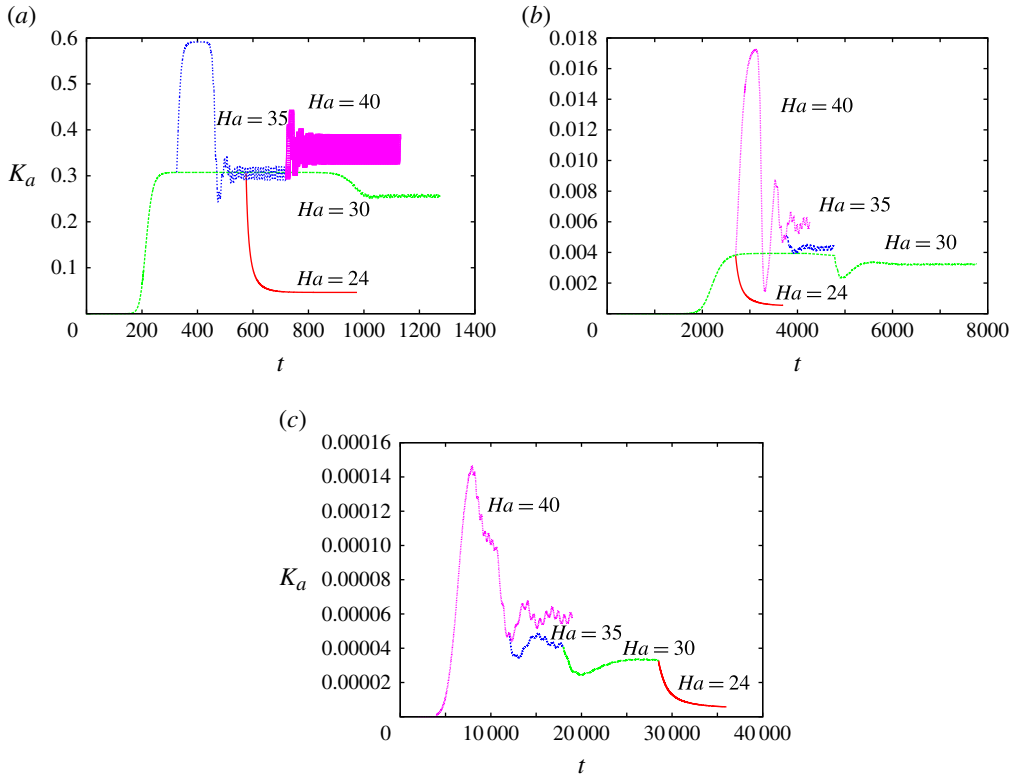 (a)
0.6
0.5
0.4
0.3
0.2
0.1
K_a
Ha = 35
Ha = 40
Ha = 30
Ha = 24
0 200 400 600 800 1000 1200 1400
t
(b)
0.018
0.016
0.014
0.012
0.010
0.008
0.006
0.004
0.002
Ha = 40
Ha = 35
Ha = 30
Ha = 24
0 2000 4000 6000 8000
t
(c)
0.00016
0.00014
0.00012
0.00010
0.00008
0.00006
0.00004
0.00002
K_a
Ha = 40
Ha = 35
Ha = 30
Ha = 24
0 10 000 20 000 30 000 40 000
t